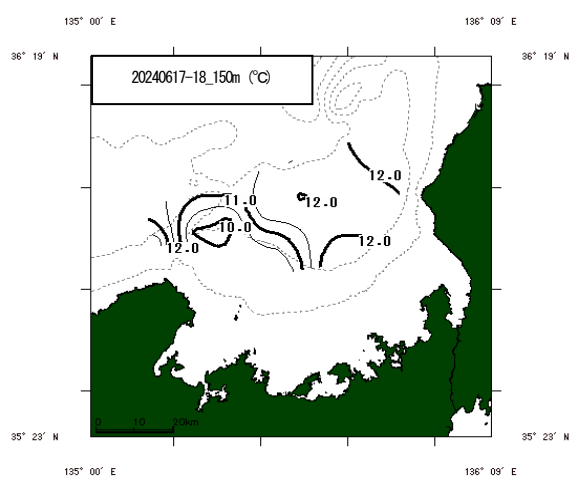 135° 00' E 136° 09' E
36° 19' N 36° 19' N
20240617-18_150m (℃)
12.0
11.0 12.0
10.0
12.0 12.0
0 10 20km
35° 23' N 35° 23' N
135° 00' E 136° 09' E